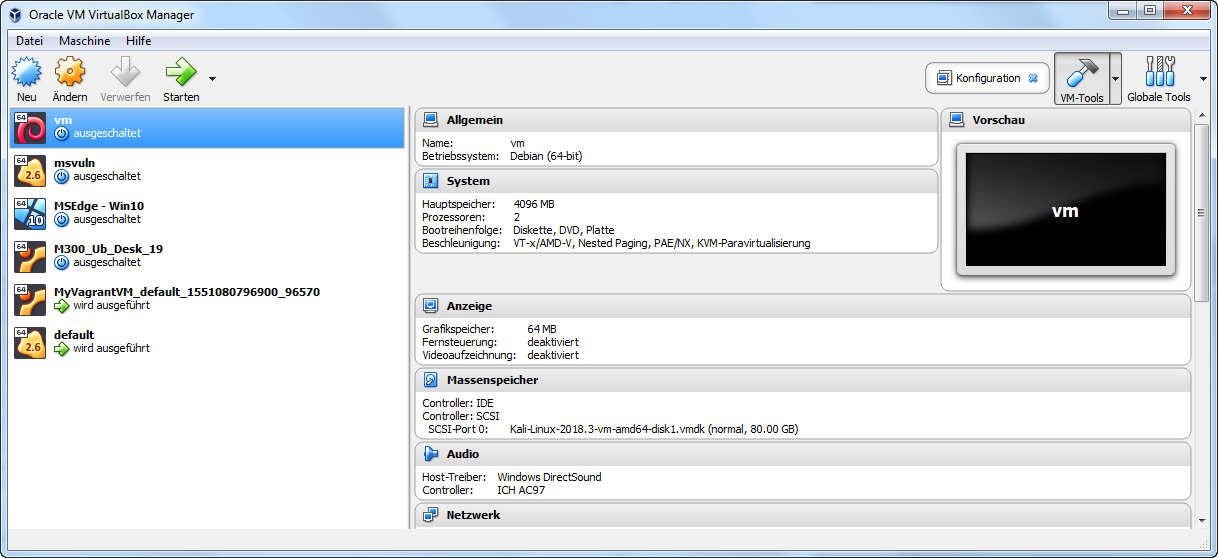 Oracle VM VirtualBox Manager
Datei Maschine Hilfe
Neu Ändern Verwerfen Starten
Konfiguration
VM-Tools Globale Tools
64 vm
ausgeschaltet
64 2.6 msvuln
ausgeschaltet
64 10 MSEdge - Win10
ausgeschaltet
64 M300_Ub_Desk_19
ausgeschaltet
64 MyVagrantVM_default_1551080796900_96570
wird ausgeführt
64 2.6 default
wird ausgeführt
Allgemein
Name: vm
Betriebssystem: Debian (64-bit)
System
Hauptspeicher: 4096 MB
Prozessoren: 2
Bootreihenfolge: Diskette, DVD, Platte
Beschleunigung: VT-x/AMD-V, Nested Paging, PAE/NX, KVM-Paravirtualisierung
Vorschau
vm
Anzeige
Grafikspeicher: 64 MB
Fernsteuerung: deaktiviert
Videoaufzeichnung: deaktiviert
Massenspeicher
Controller: IDE
Controller: SCSI
SCSI-Port 0: Kali-Linux-2018.3-vm-amd64-disk1.vmdk (normal, 80.00 GB)
Audio
Host-Treiber: Windows DirectSound
Controller: ICH AC97
Netzwerk